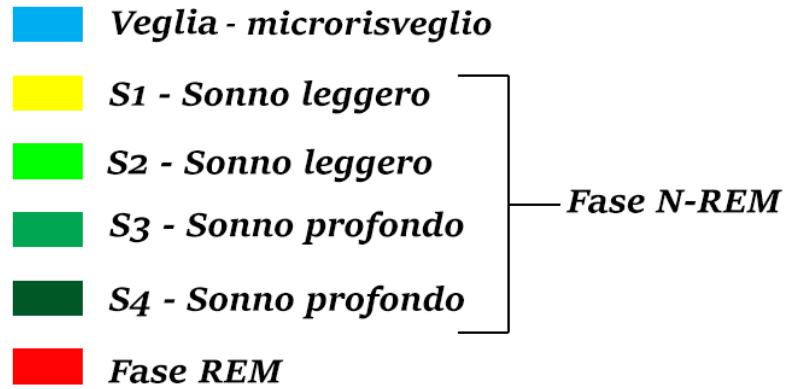 Veglia - microrisveglio
S1 - Sonno leggero
S2 - Sonno leggero
Fase N-REM
S3 - Sonno profondo
S4 - Sonno profondo
Fase REM